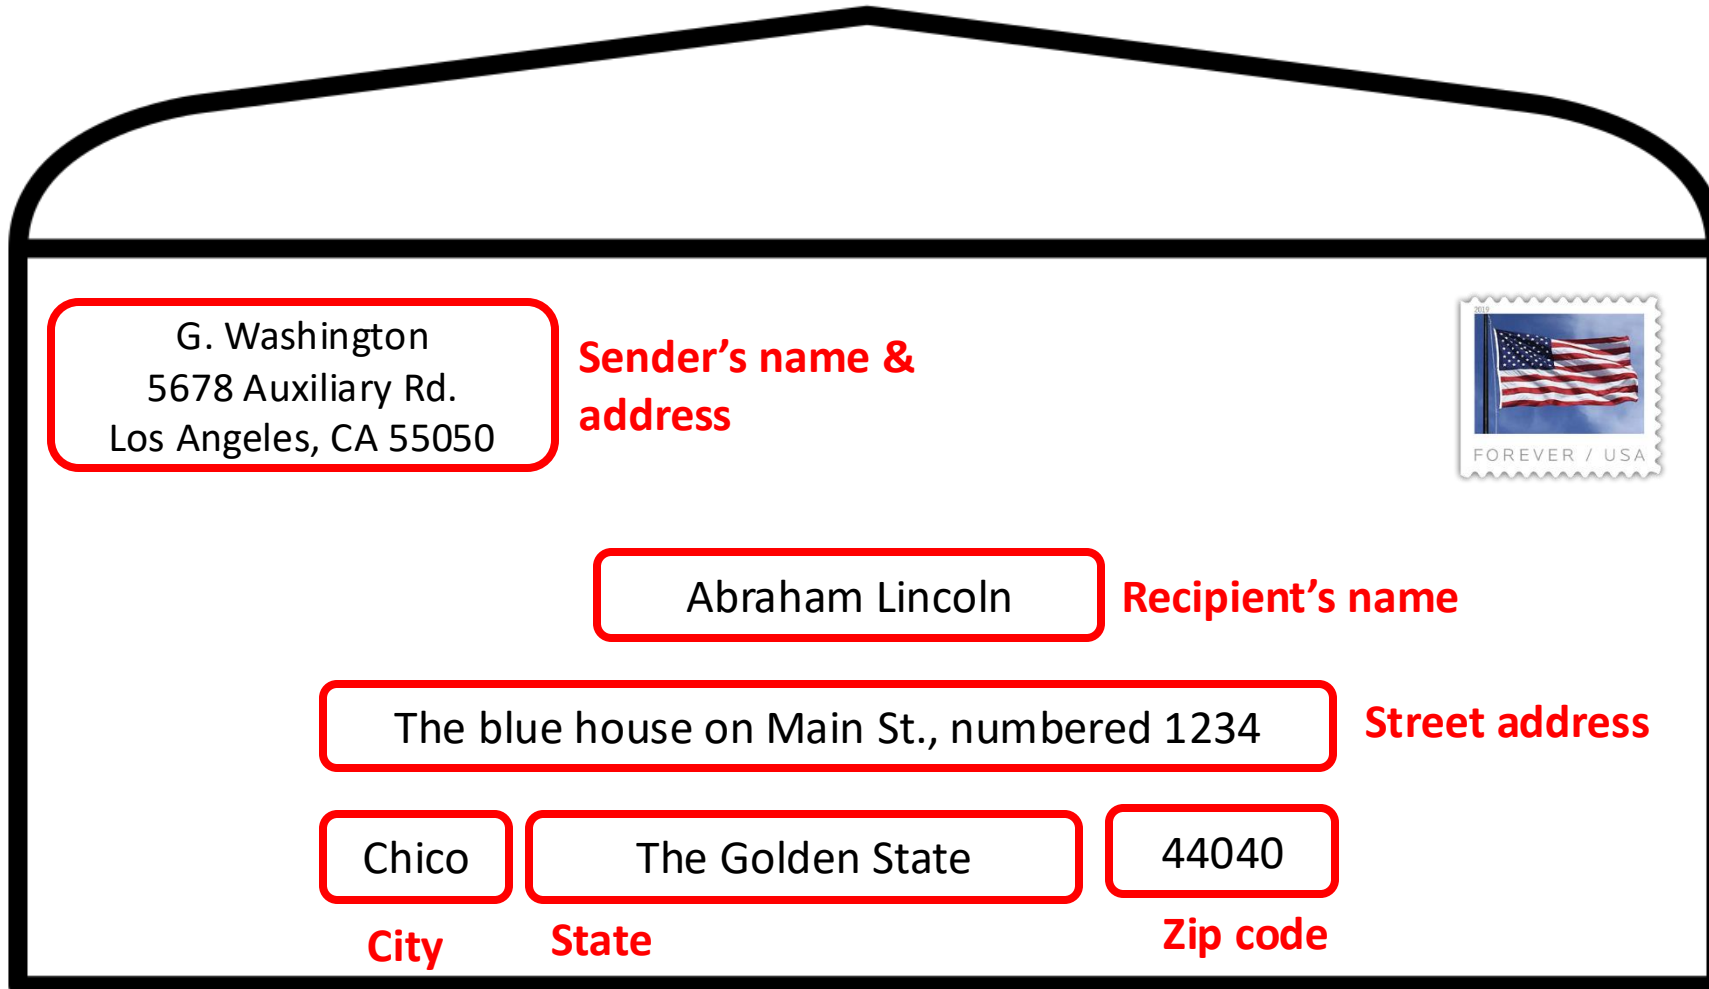 G. Washington
5678 Auxiliary Rd.
Los Angeles, CA 55050
Sender’s name &
address
2019
FOREVER / USA
Abraham Lincoln
Recipient’s name
The blue house on Main St., numbered 1234
Street address
Chico
The Golden State
44040
City
State
Zip code